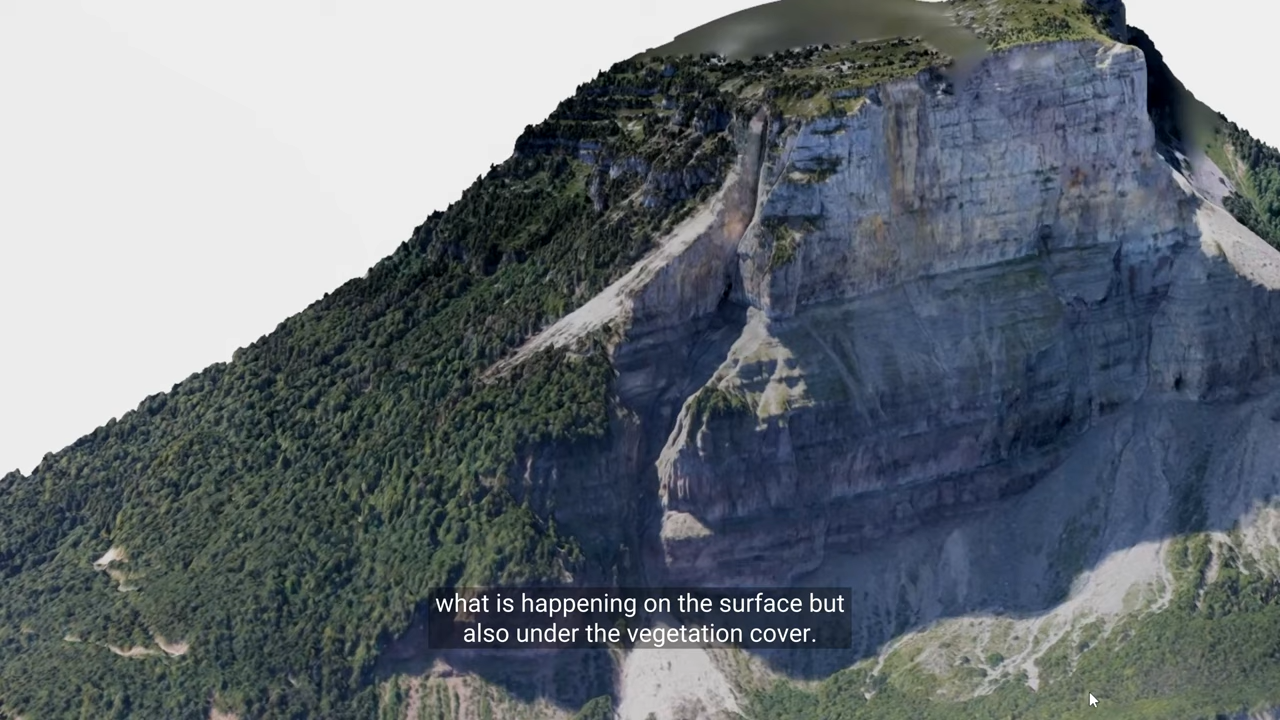 what is happening on the surface but
also under the vegetation cover.